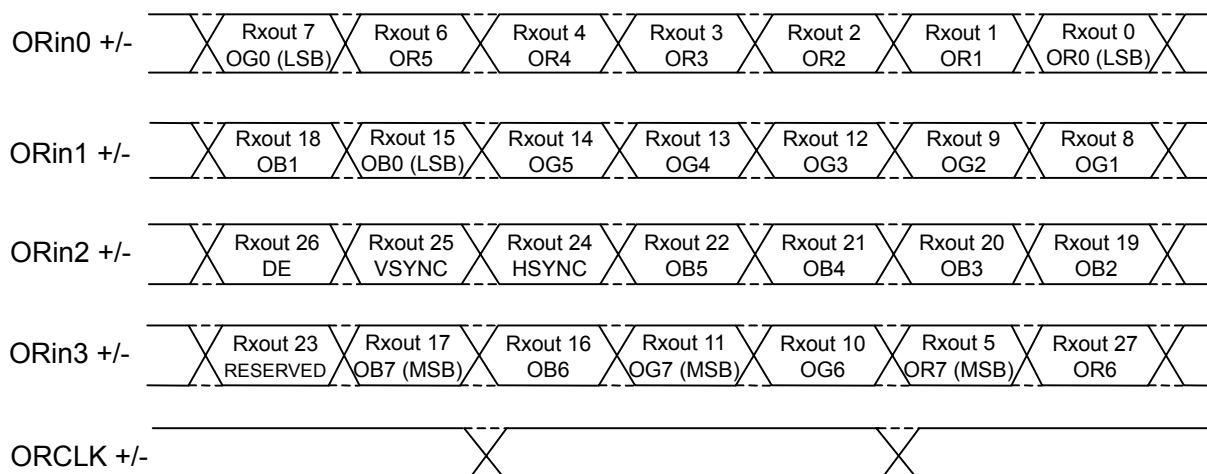 ORin0 +/-
Rxout 7 Rxout 6 Rxout 4 Rxout 3 Rxout 2 Rxout 1 Rxout 0
OG0 (LSB) OR5 OR4 OR3 OR2 OR1 OR0 (LSB)
ORin1 +/-
Rxout 18 Rxout 15 Rxout 14 Rxout 13 Rxout 12 Rxout 9 Rxout 8
OB1 OB0 (LSB) OG5 OG4 OG3 OG2 OG1
ORin2 +/-
Rxout 26 Rxout 25 Rxout 24 Rxout 22 Rxout 21 Rxout 20 Rxout 19
DE VSYNC HSYNC OB5 OB4 OB3 OB2
ORin3 +/-
Rxout 23 Rxout 17 Rxout 16 Rxout 11 Rxout 10 Rxout 5 Rxout 27
RESERVED OB7 (MSB) OB6 OG7 (MSB) OG6 OR7 (MSB) OR6
ORCLK +/-